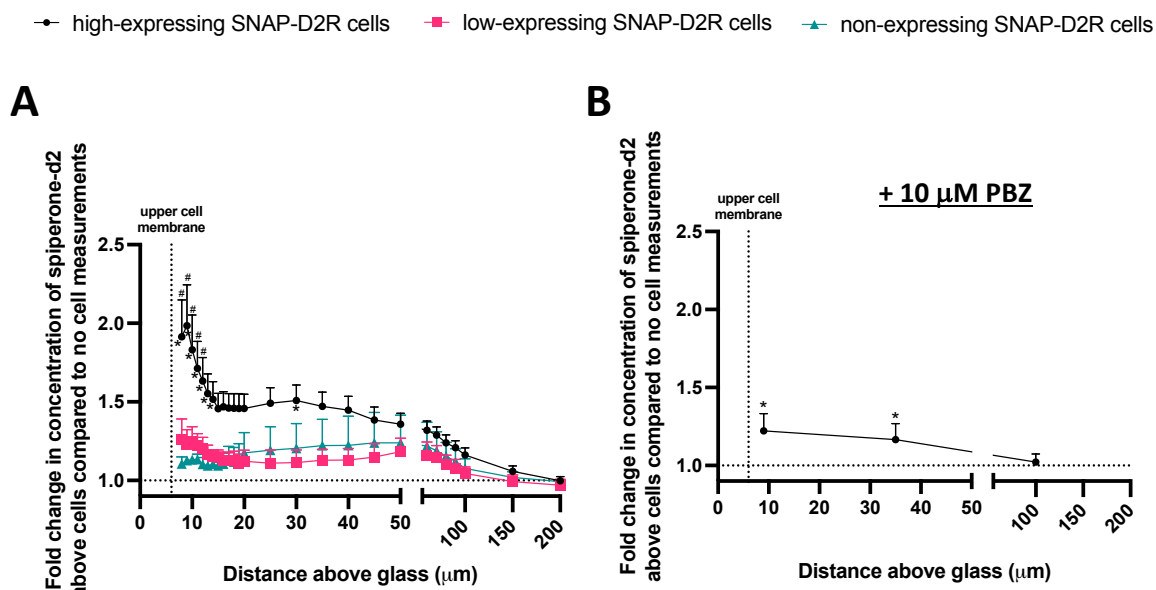 high-expressing SNAP-D2R cells
low-expressing SNAP-D2R cells
non-expressing SNAP-D2R cells
A
Fold change in concentration of spiperone-d2
above cells compared to no cell measurements
upper cell
membrane
2.5
2.0
1.5
1.0
# # # # #
* * * * * * * *
0 10 20 30 40 50 100 150 200
Distance above glass (μm)
B
Fold change in concentration of spiperone-d2
above cells compared to no cell measurements
upper cell
membrane
+ 10 μM PBZ
2.5
2.0
1.5
1.0
* *
0 10 20 30 40 50 100 150 200
Distance above glass (μm)